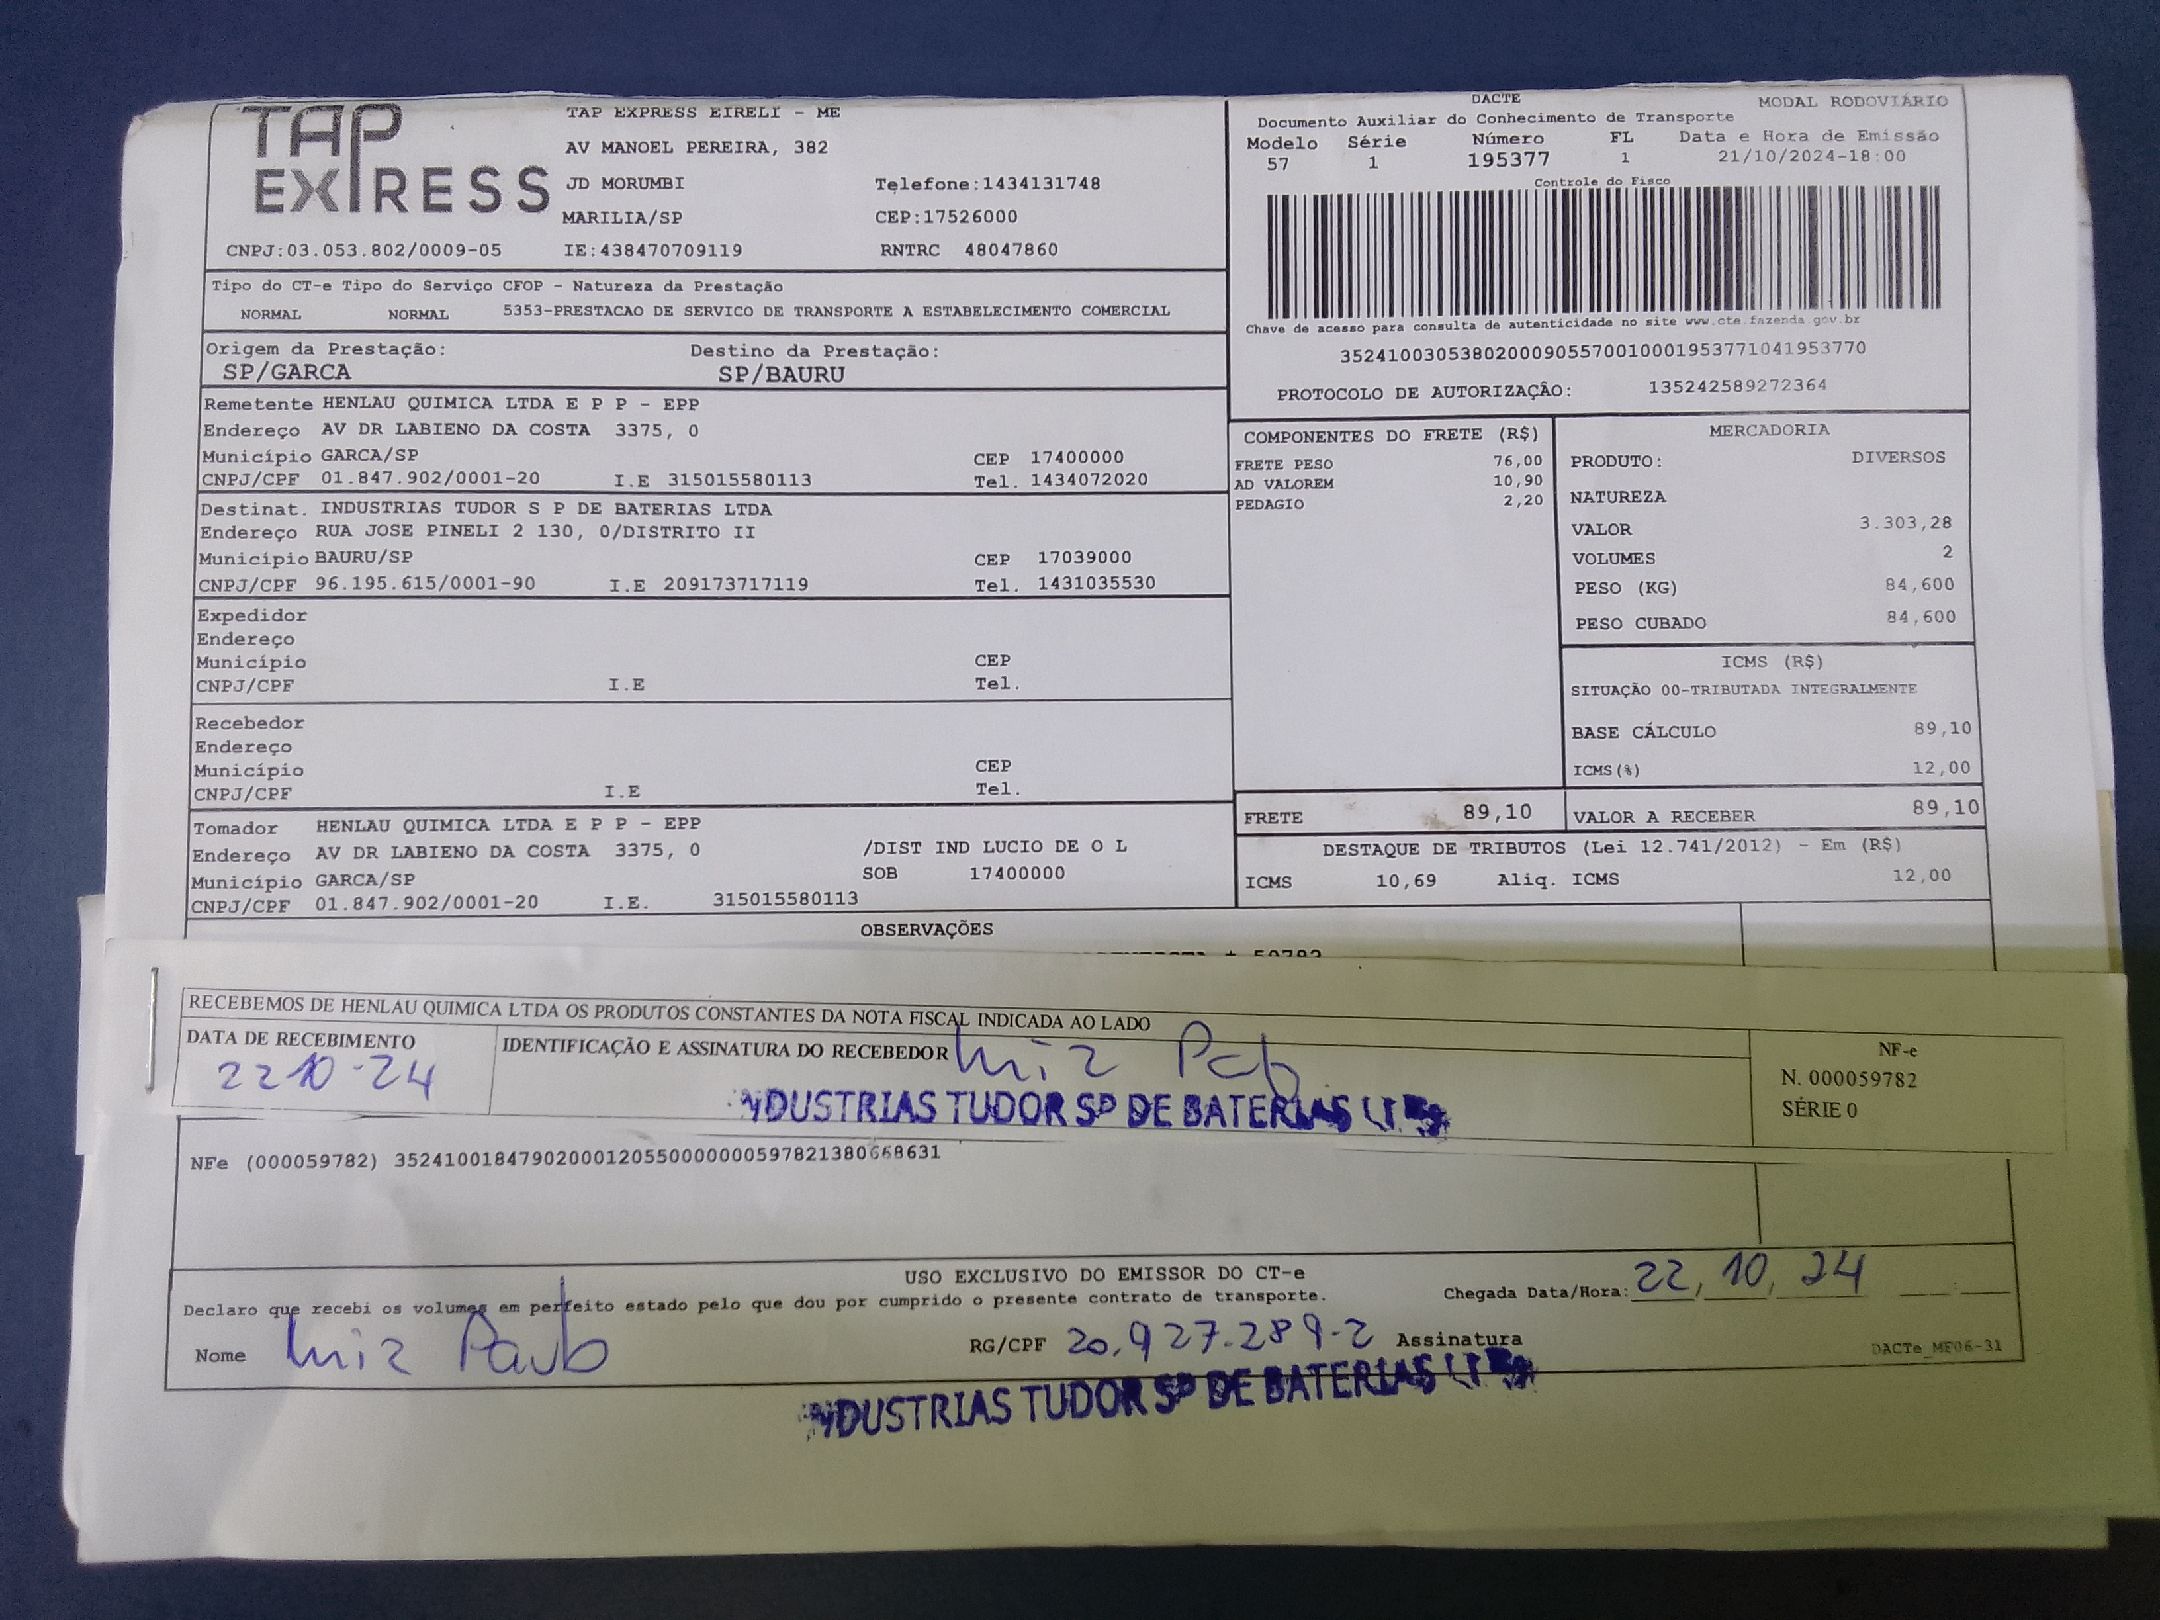 TAP EXPRESS
TAP EXPRESS EIRELI - ME
AV MANOEL PEREIRA, 382
JD MORUMBI Telefone:1434131748
MARILIA/SP CEP:17526000
CNPJ:03.053.802/0009-05 IE:438470709119 RNTRC 48047860
DACTE MODAL RODOVIÁRIO
Documento Auxiliar do Conhecimento de Transporte
Modelo Série Número FL Data e Hora de Emissão
57 1 195377 1 21/10/2024-18:00
Controle do Fisco
Chave de acesso para consulta de autenticidade no site www.cte.fazenda.gov.br
35241003053802000905570010001953771041953770
PROTOCOLO DE AUTORIZAÇÃO: 135242589272364
Tipo do CT-e Tipo do Serviço CFOP - Natureza da Prestação
NORMAL NORMAL 5353-PRESTACAO DE SERVICO DE TRANSPORTE A ESTABELECIMENTO COMERCIAL
Origem da Prestação: Destino da Prestação:
SP/GARCA SP/BAURU
Remetente HENLAU QUIMICA LTDA E P P - EPP
Endereço AV DR LABIENO DA COSTA 3375, 0
Município GARCA/SP CEP 17400000
CNPJ/CPF 01.847.902/0001-20 I.E 315015580113 Tel. 1434072020
Destinat. INDUSTRIAS TUDOR S P DE BATERIAS LTDA
Endereço RUA JOSE PINELI 2 130, 0/DISTRITO II
Município BAURU/SP CEP 17039000
CNPJ/CPF 96.195.615/0001-90 I.E 209173717119 Tel. 1431035530
Expedidor
Endereço
Município CEP
CNPJ/CPF I.E Tel.
Recebedor
Endereço
Município CEP
CNPJ/CPF I.E Tel.
Tomador HENLAU QUIMICA LTDA E P P - EPP
Endereço AV DR LABIENO DA COSTA 3375, 0 /DIST IND LUCIO DE O L
Município GARCA/SP SOB 17400000
CNPJ/CPF 01.847.902/0001-20 I.E. 315015580113
COMPONENTES DO FRETE (R$)
FRETE PESO 76,00
AD VALOREM 10,90
PEDAGIO 2,20
MERCADORIA
PRODUTO: DIVERSOS
NATUREZA
VALOR 3.303,28
VOLUMES 2
PESO (KG) 84,600
PESO CUBADO 84,600
ICMS (R$)
SITUAÇÃO 00-TRIBUTADA INTEGRALMENTE
BASE CÁLCULO 89,10
ICMS(%) 12,00
FRETE 89,10 VALOR A RECEBER 89,10
DESTAQUE DE TRIBUTOS (Lei 12.741/2012) - Em (R$)
ICMS 10,69 Aliq. ICMS 12,00
OBSERVAÇÕES
RECEBEMOS DE HENLAU QUIMICA LTDA OS PRODUTOS CONSTANTES DA NOTA FISCAL INDICADA AO LADO
DATA DE RECEBIMENTO IDENTIFICAÇÃO E ASSINATURA DO RECEBEDOR Luiz Paulo
22 10-24
NF-e
N. 000059782
SÉRIE 0
INDUSTRIAS TUDOR SP DE BATERIAS LTDA
NFe (000059782) 35241001847902000120550000000597821380668631
USO EXCLUSIVO DO EMISSOR DO CT-e
Declaro que recebi os volumes em perfeito estado pelo que dou por cumprido o presente contrato de transporte.
Chegada Data/Hora: 22, 10, 24
Nome Luiz Paulo RG/CPF 20.927.289-2 Assinatura
DACTe_MF06-31
INDUSTRIAS TUDOR SP DE BATERIAS LTDA